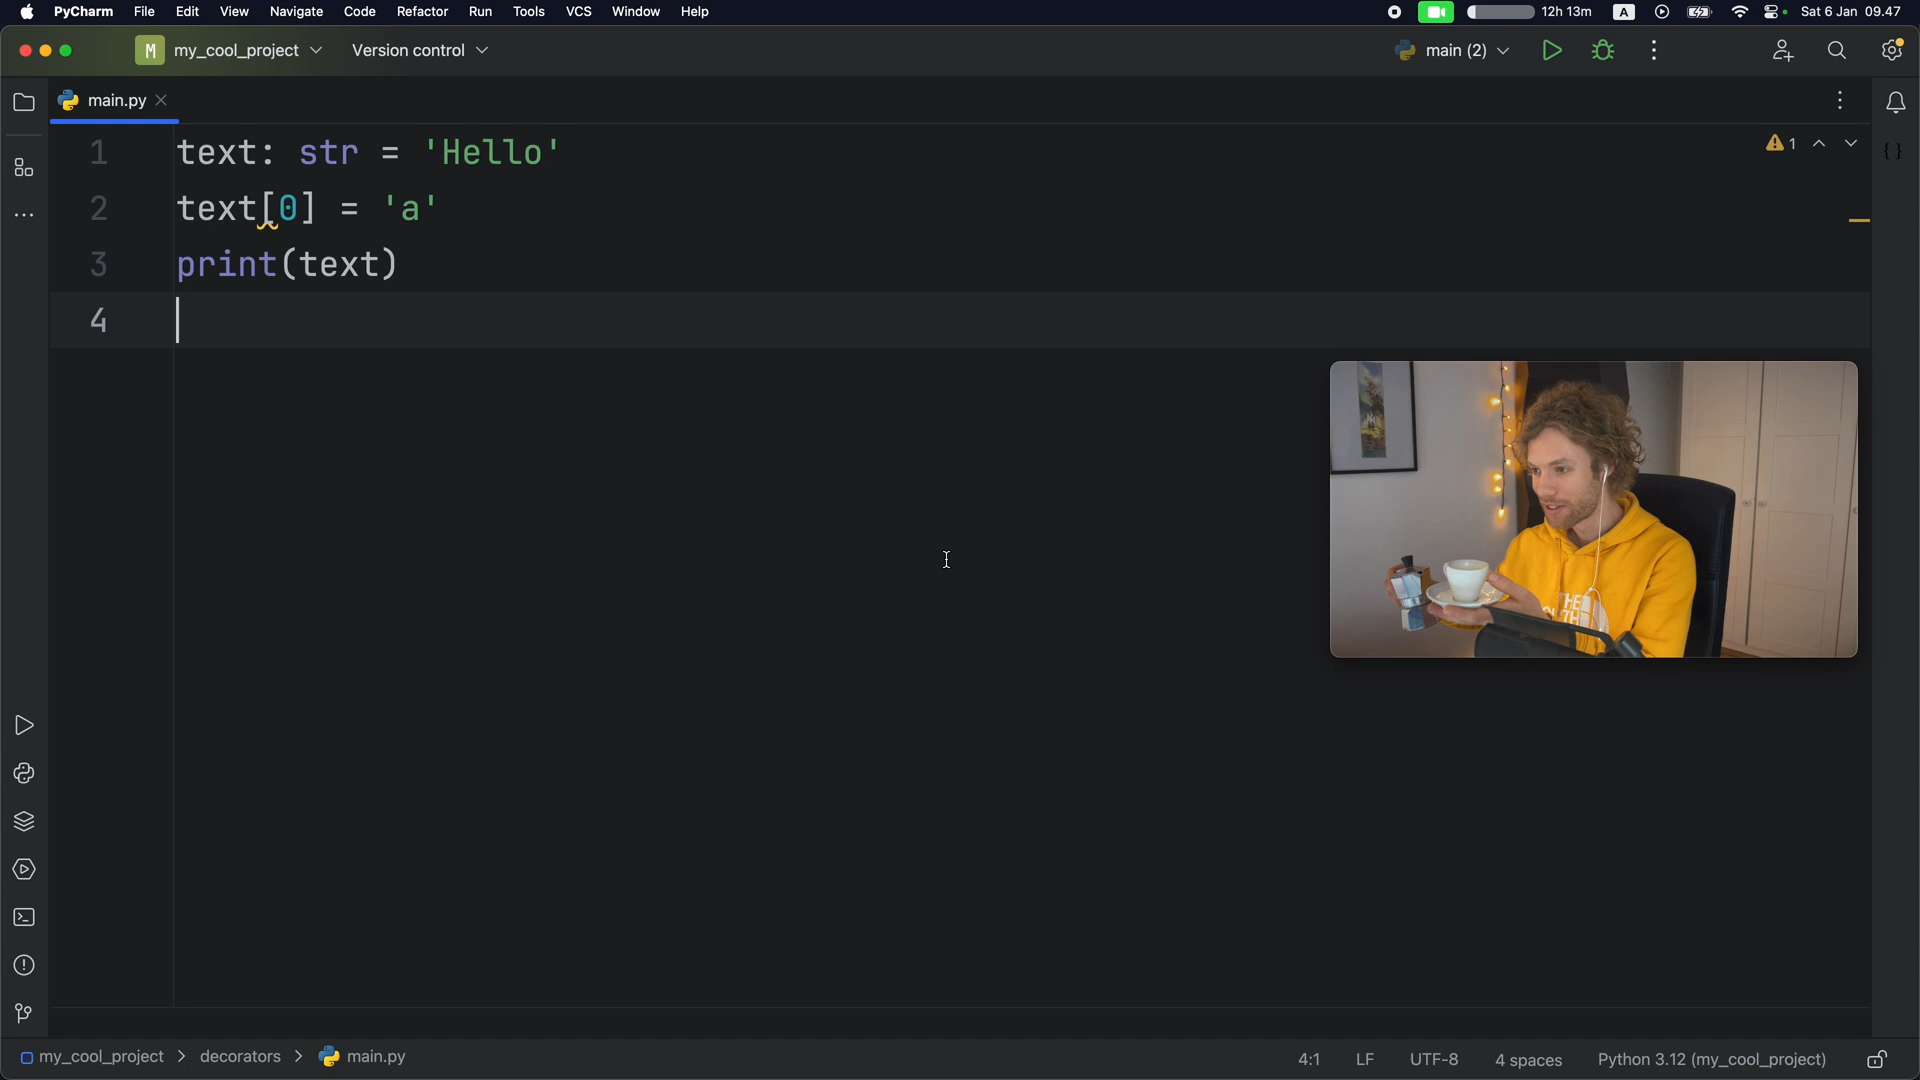 PyCharm File Edit View Navigate Code Refactor Run Tools VCS Window Help 12h 13m A Sat 6 Jan 09.47
M my_cool_project Version control main (2)
main.py
1 text: str = 'Hello'
2 text[0] = 'a'
3 print(text)
4
1
THE
my_cool_project > decorators > main.py 4:1 LF UTF-8 4 spaces Python 3.12 (my_cool_project)